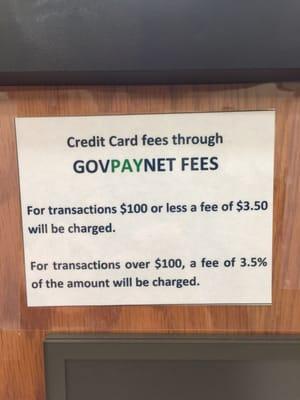 Credit Card fees through
GOVPAYNET FEES
For transactions $100 or less a fee of $3.50
will be charged.
For transactions over $100, a fee of 3.5%
of the amount will be charged.